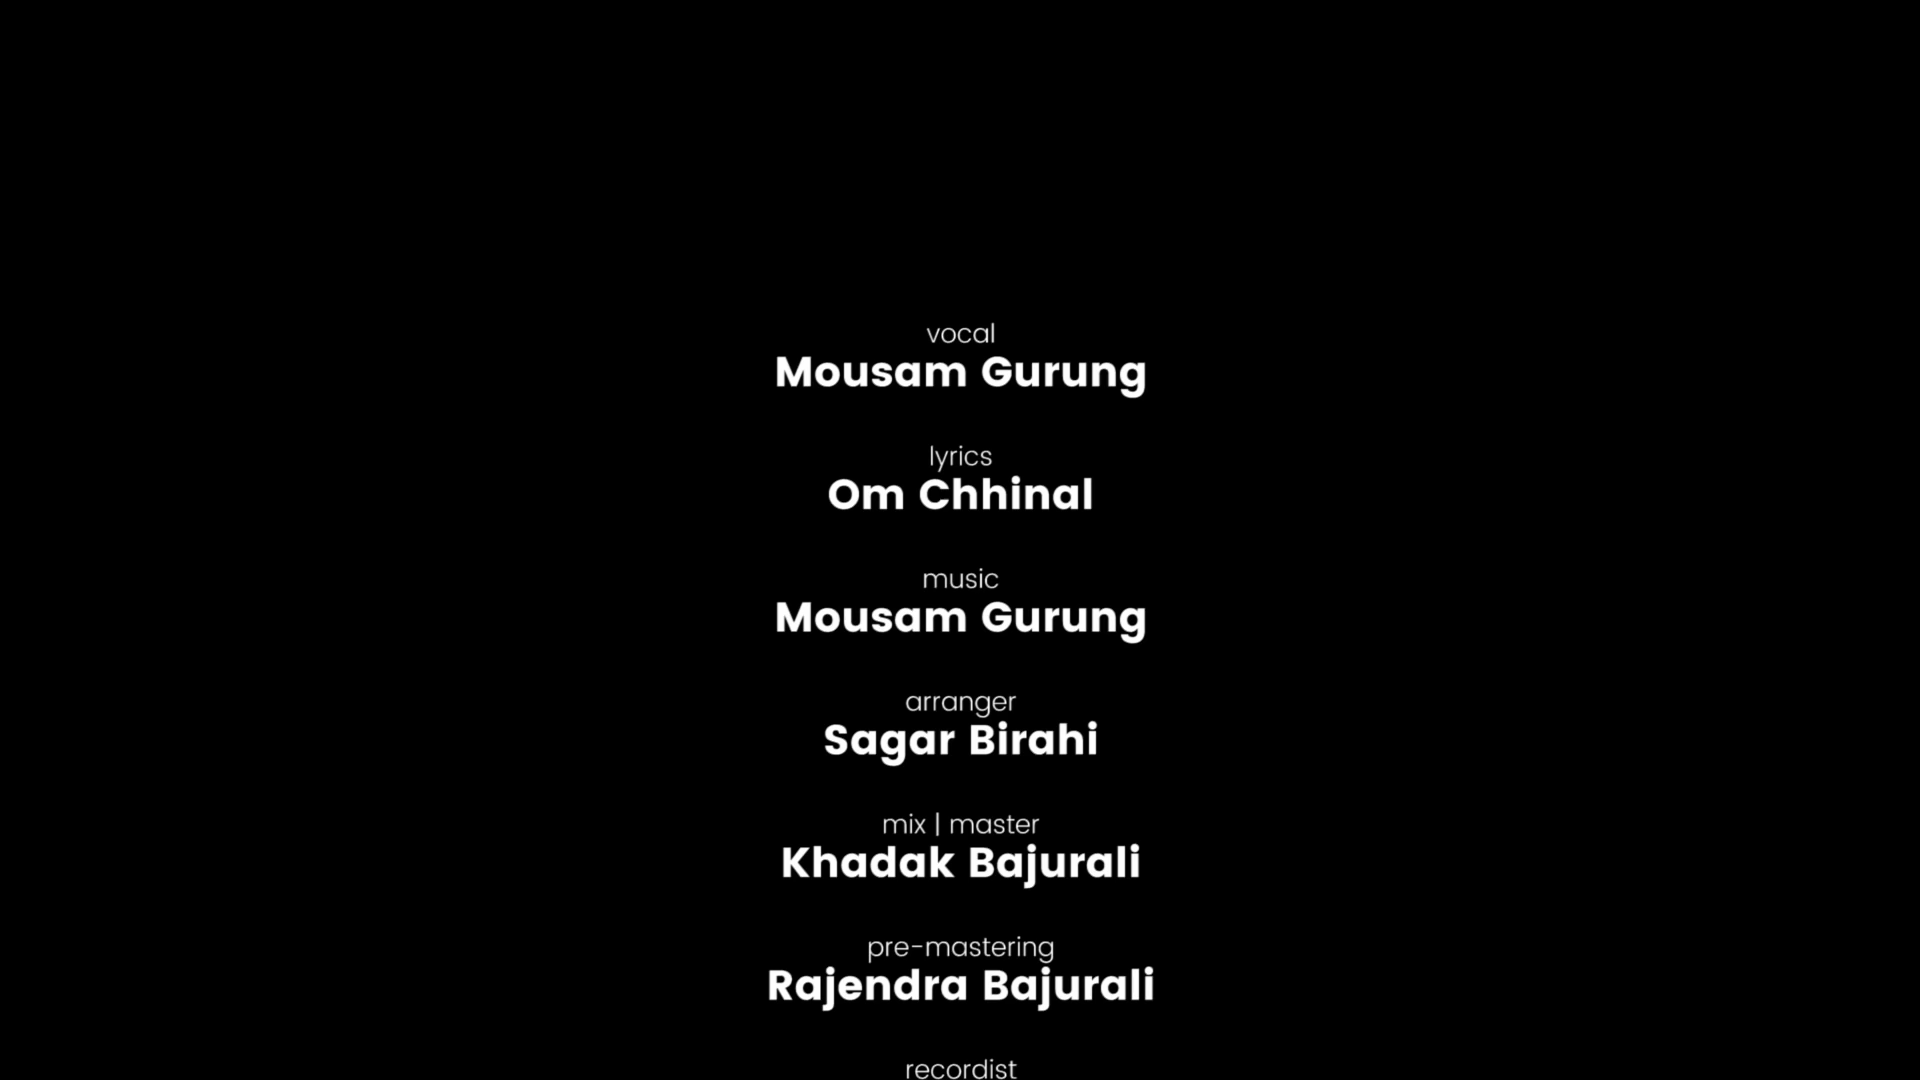 vocal
Mousam Gurung
lyrics
Om Chhinal
music
Mousam Gurung
arranger
Sagar Birahi
mix | master
Khadak Bajurali
pre-mastering
Rajendra Bajurali
recordist